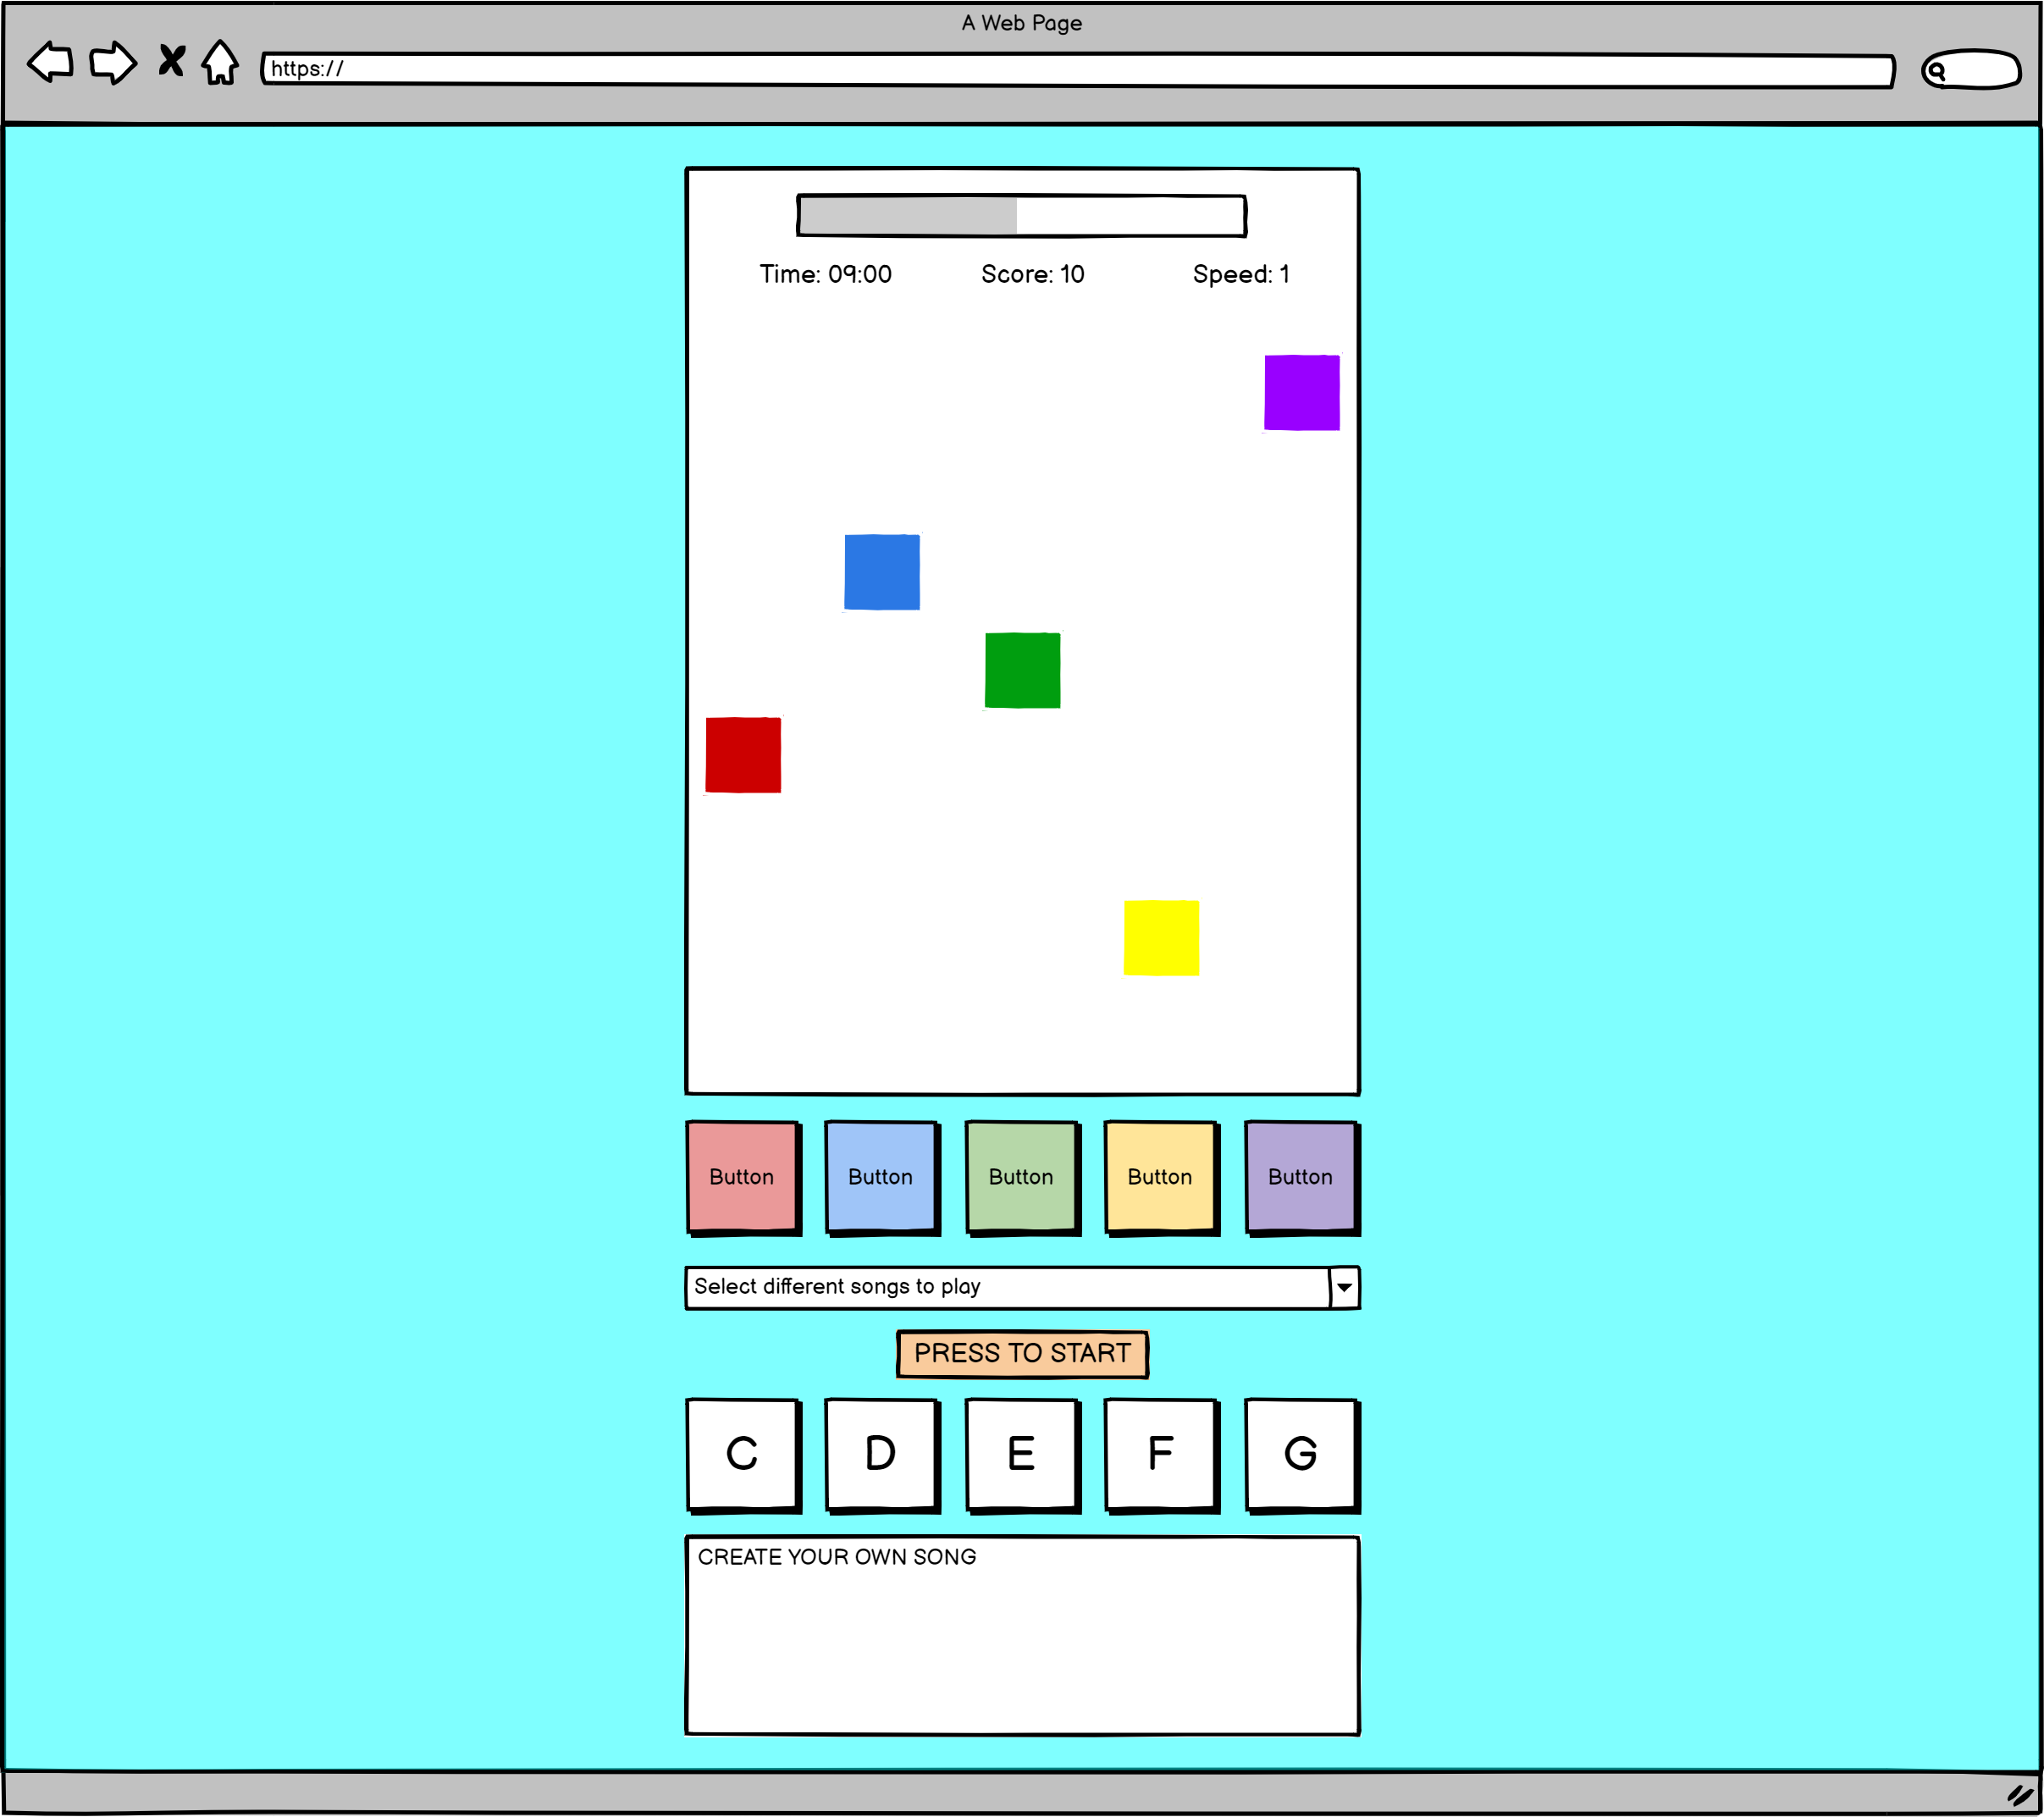 A Web Page
https://
Time: 09:00 Score: 10 Speed: 1
Button Button Button Button Button
Select different songs to play
PRESS TO START
C D E F G
CREATE YOUR OWN SONG